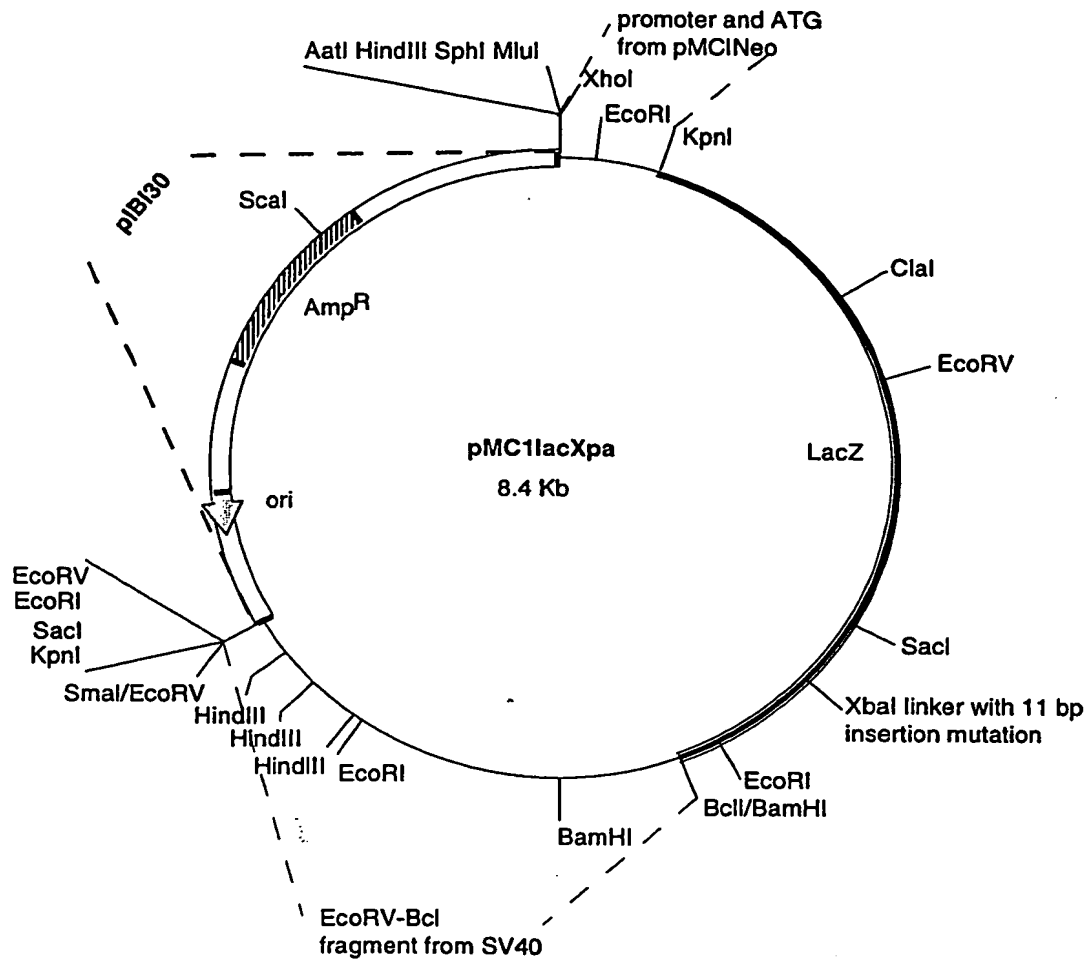 promoter and ATG
from pMCINeo
AatI HindIII SphI MluI
XhoI
EcoRI
KpnI
pIBI30
ScaI
AmpR
ClaI
EcoRV
pMC1lacXpa
8.4 Kb
LacZ
ori
EcoRV
EcoRI
SacI
KpnI
SmaI/EcoRV
HindIII
HindIII
HindIII
EcoRI
SacI
XbaI linker with 11 bp
insertion mutation
EcoRI
BclI/BamHI
BamHI
EcoRV-Bcl
fragment from SV40